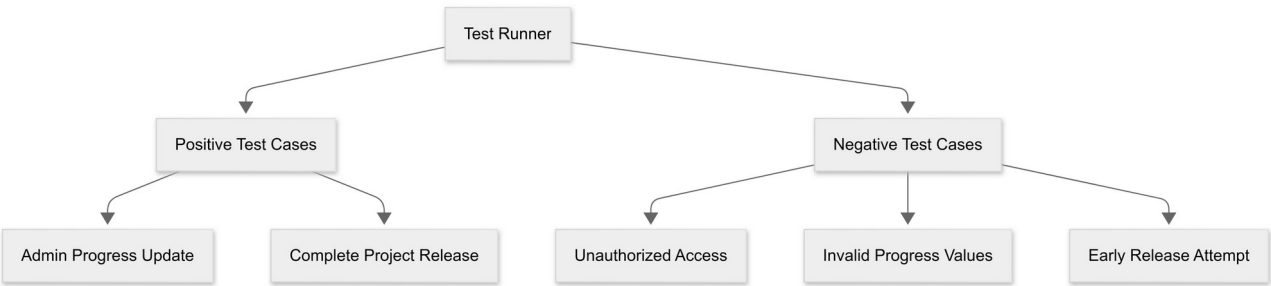 Test Runner
Positive Test Cases
Negative Test Cases
Admin Progress Update
Complete Project Release
Unauthorized Access
Invalid Progress Values
Early Release Attempt